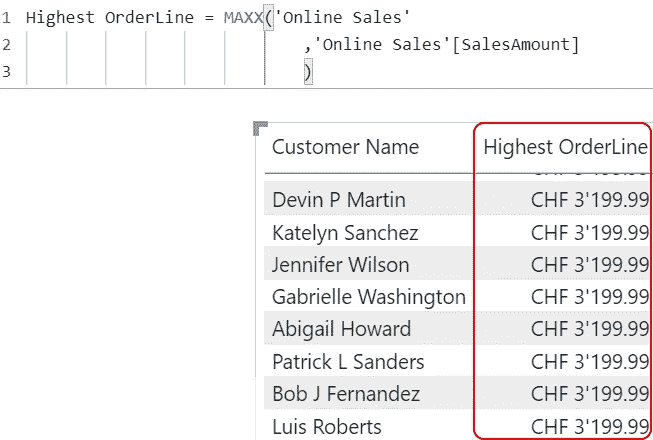 1 Highest OrderLine = MAXX('Online Sales'
2 ,'Online Sales'[SalesAmount]
3 )
Customer Name Highest OrderLine
Devin P Martin CHF 3'199.99
Katelyn Sanchez CHF 3'199.99
Jennifer Wilson CHF 3'199.99
Gabrielle Washington CHF 3'199.99
Abigail Howard CHF 3'199.99
Patrick L Sanders CHF 3'199.99
Bob J Fernandez CHF 3'199.99
Luis Roberts CHF 3'199.99